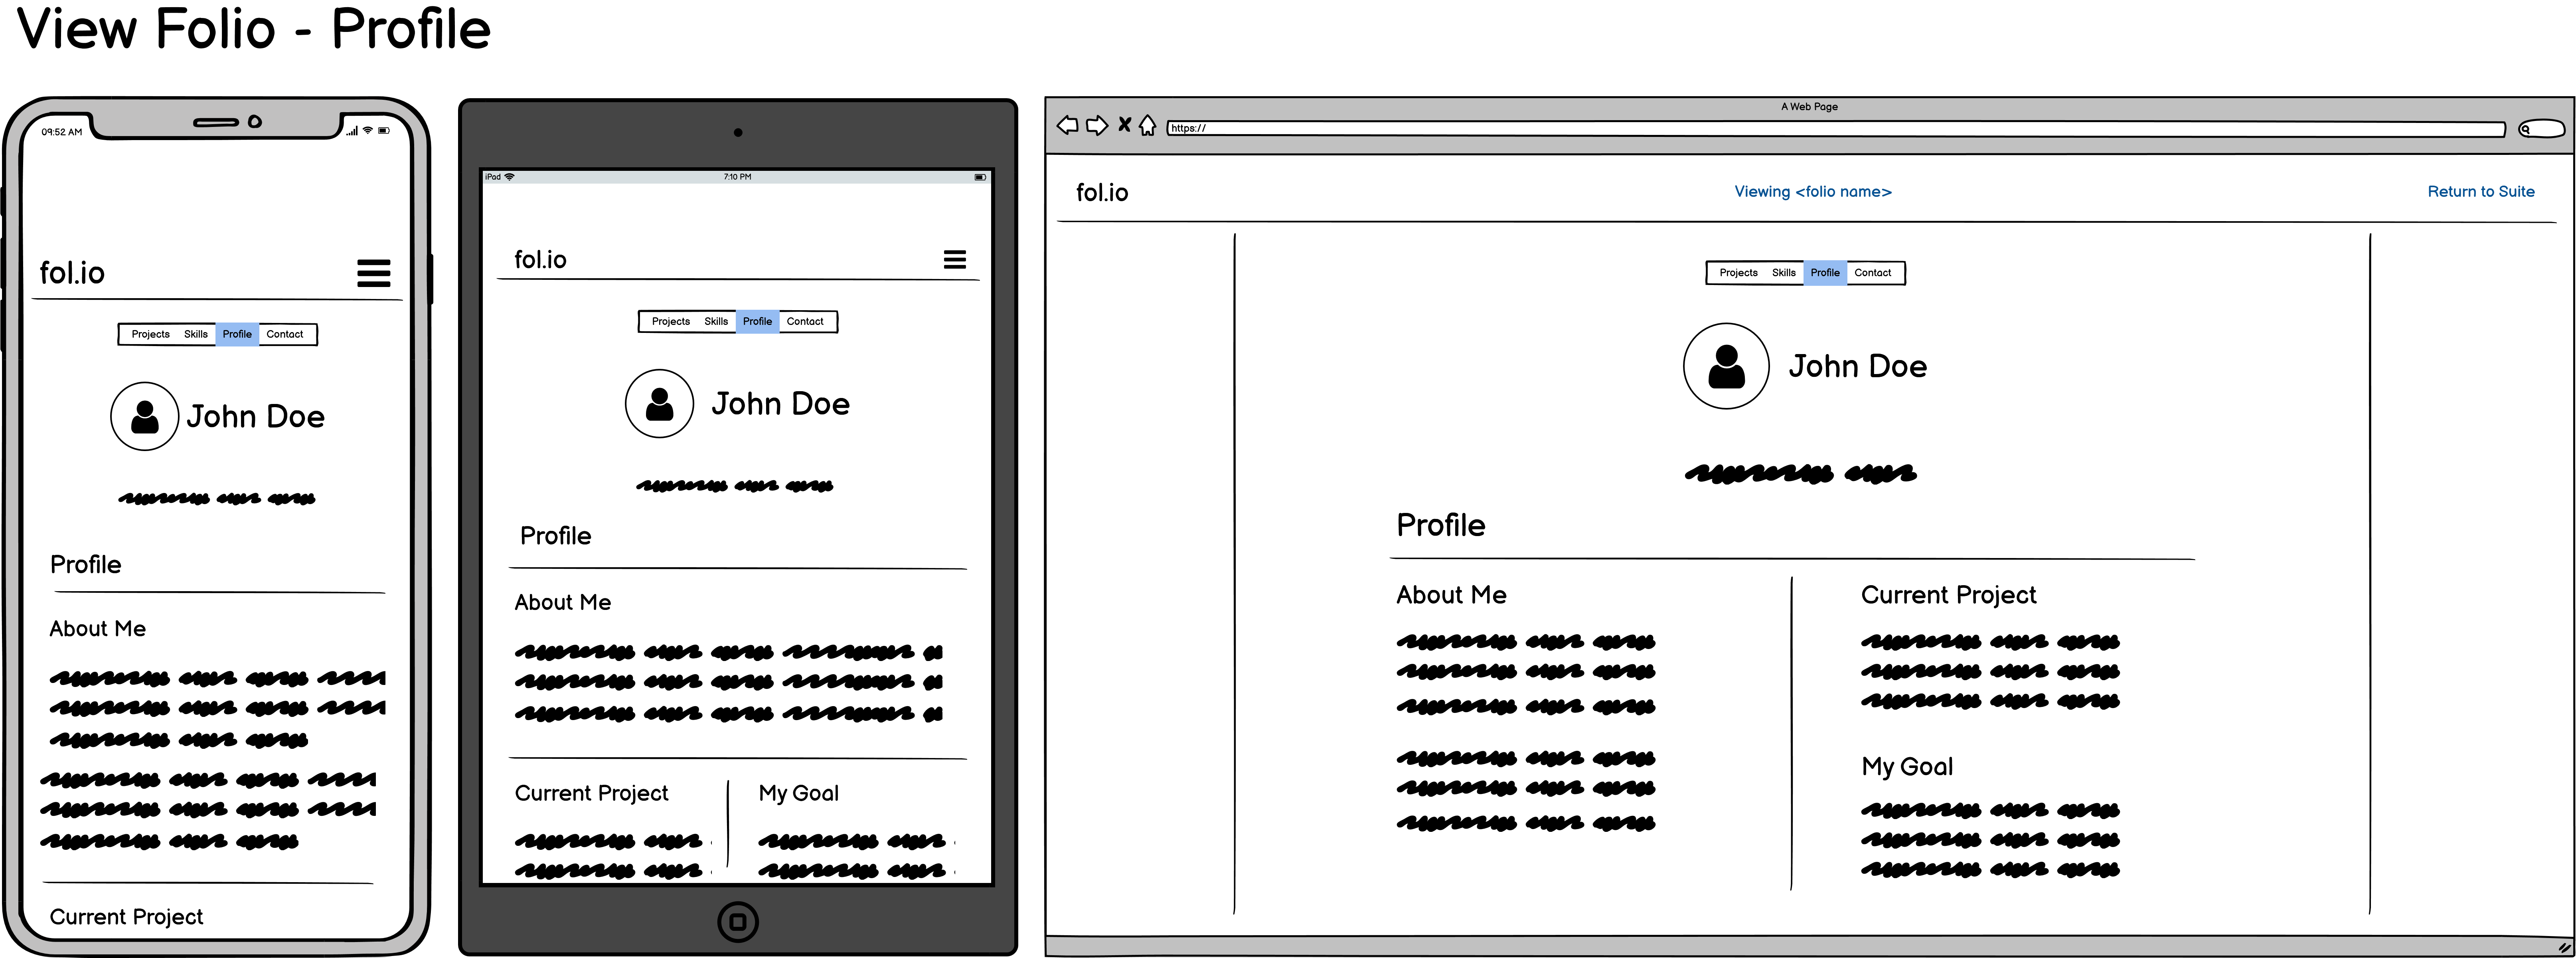 View Folio - Profile
09:52 AM
fol.io
Projects Skills Profile Contact
John Doe
Profile
About Me
Current Project
iPad 7:10 PM
fol.io
Projects Skills Profile Contact
John Doe
Profile
About Me
Current Project
My Goal
A Web Page
https://
fol.io
Viewing <folio name>
Return to Suite
Projects Skills Profile Contact
John Doe
Profile
About Me
Current Project
My Goal